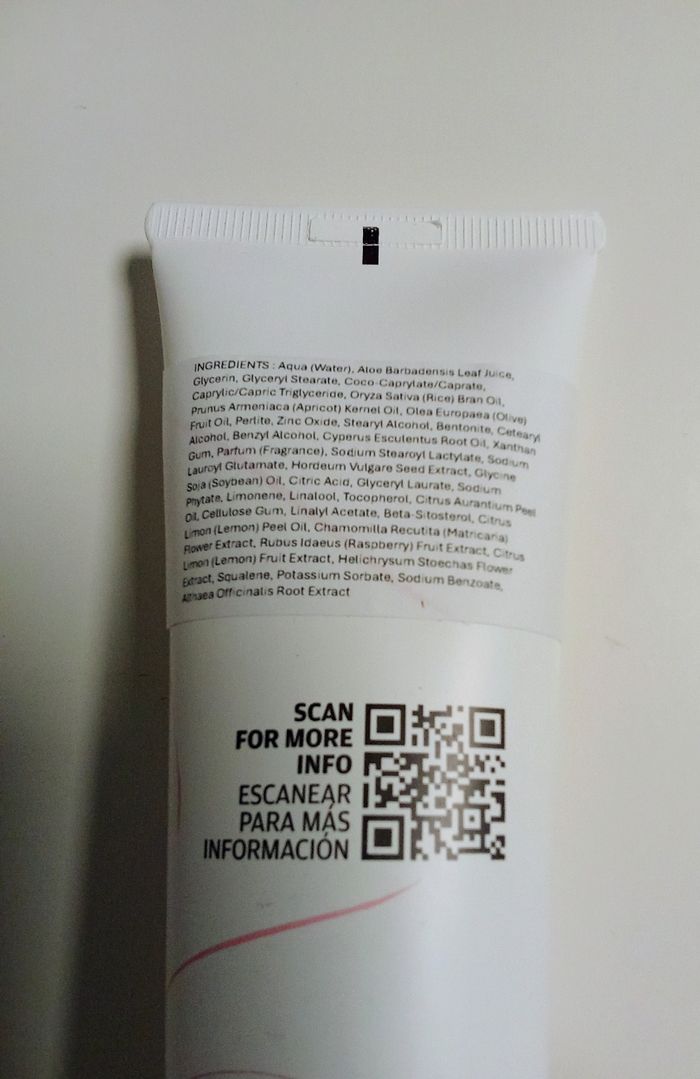 INGREDIENTS : Aqua (Water), Aloe Barbadensis Leaf Juice,
Glycerin, Glyceryl Stearate, Coco-Caprylate/Caprate,
Caprylic/Capric Triglyceride, Oryza Sativa (Rice) Bran Oil,
Prunus Armeniaca (Apricot) Kernel Oil, Olea Europaea (Olive)
Fruit Oil, Perlite, Zinc Oxide, Stearyl Alcohol, Bentonite, Cetearyl
Alcohol, Benzyl Alcohol, Cyperus Esculentus Root Oil, Xanthan
Gum, Parfum (Fragrance), Sodium Stearoyl Lactylate, Sodium
Lauroyl Glutamate, Hordeum Vulgare Seed Extract, Glycine
Soja (Soybean) Oil, Citric Acid, Glyceryl Laurate, Sodium
Phytate, Limonene, Linalool, Tocopherol, Citrus Aurantium Peel
Oil, Cellulose Gum, Linalyl Acetate, Beta-Sitosterol, Citrus
Limon (Lemon) Peel Oil, Chamomilla Recutita (Matricaria)
Flower Extract, Rubus Idaeus (Raspberry) Fruit Extract, Citrus
Limon (Lemon) Fruit Extract, Helichrysum Stoechas Flower
Extract, Squalene, Potassium Sorbate, Sodium Benzoate,
Althaea Officinalis Root Extract
SCAN
FOR MORE
INFO
ESCANEAR
PARA MÁS
INFORMACIÓN